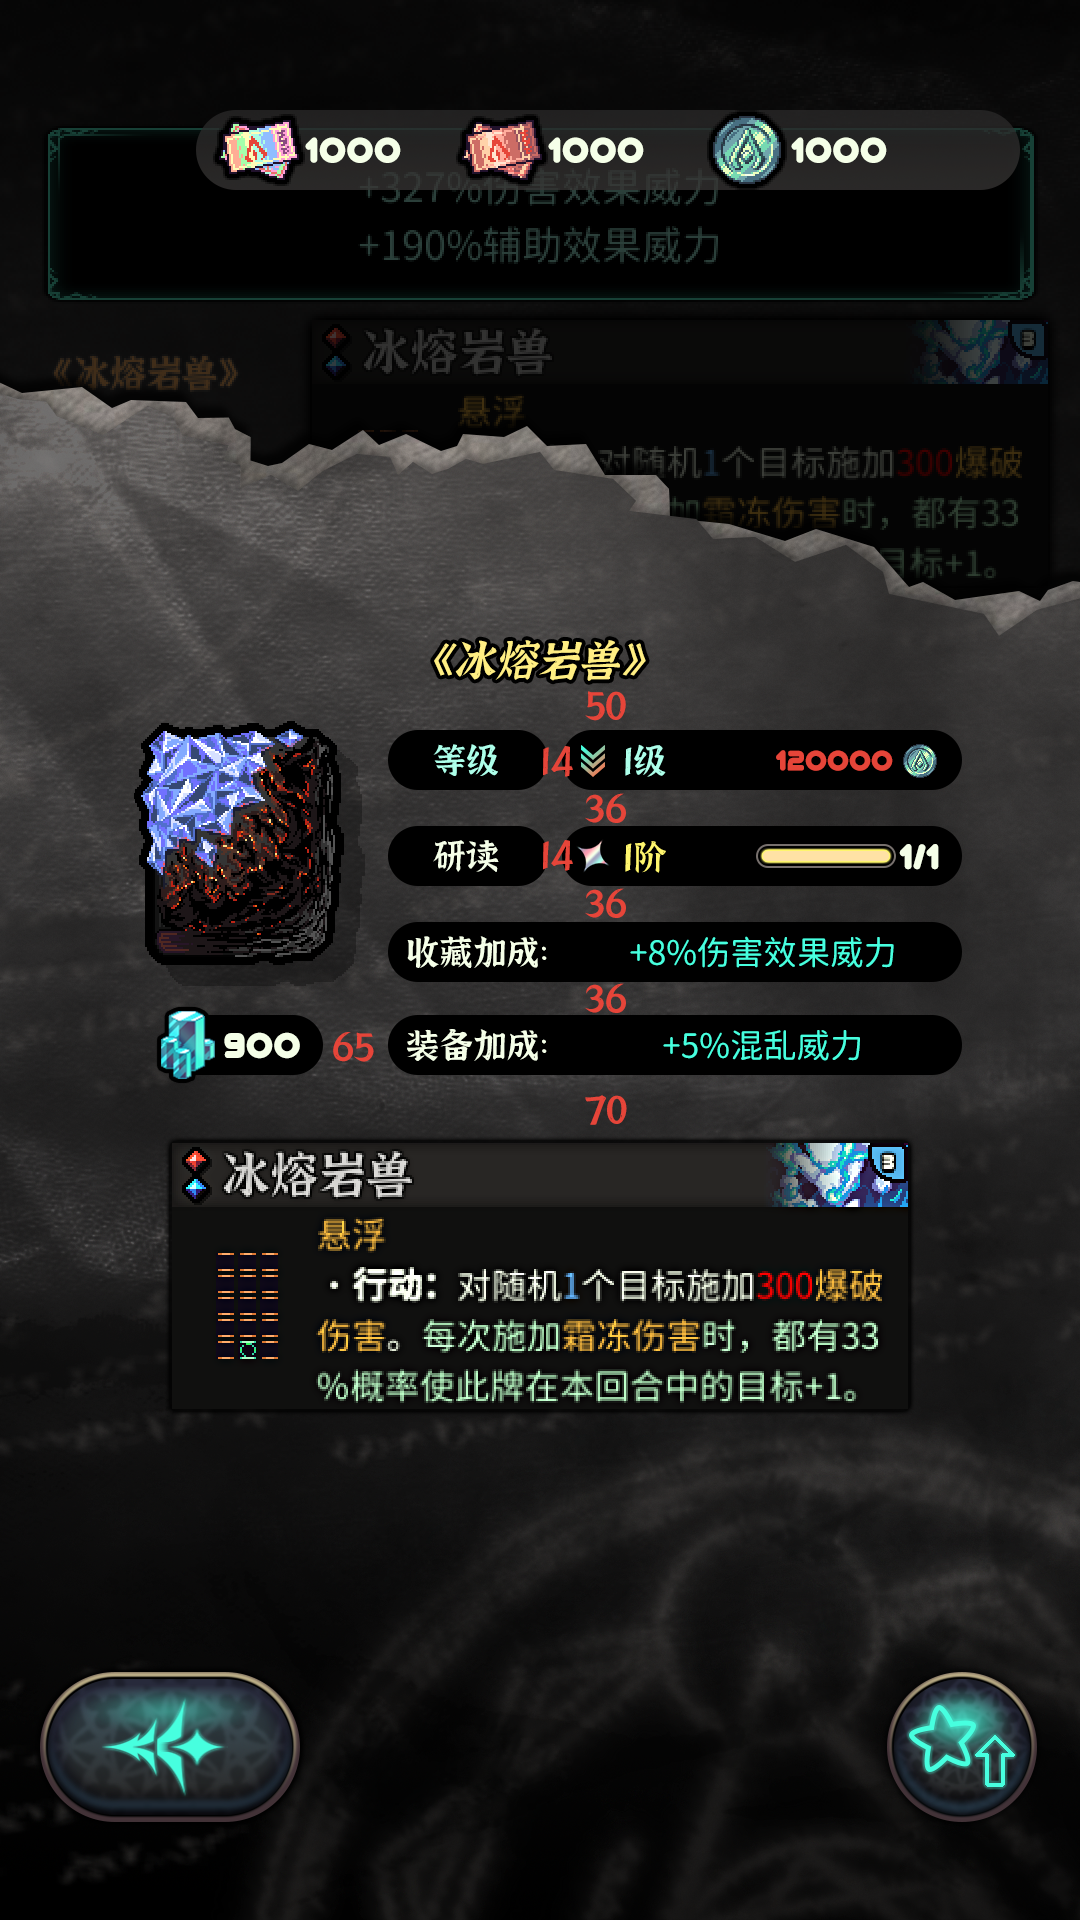 1000 1000 1000
+327%伤害效果威力
+190%辅助效果威力
冰熔岩兽 3
《冰熔岩兽》
悬浮
对随机1个目标施加300爆破
加霜冻伤害时，都有33
目标+1。
《冰熔岩兽》
50
等级 14 1级 120000
36
研读 14 1阶 1/1
36
收藏加成: +8%伤害效果威力
36
900 65 装备加成: +5%混乱威力
70
冰熔岩兽 3
悬浮
·行动：对随机1个目标施加300爆破
伤害。每次施加霜冻伤害时，都有33
%概率使此牌在本回合中的目标+1。